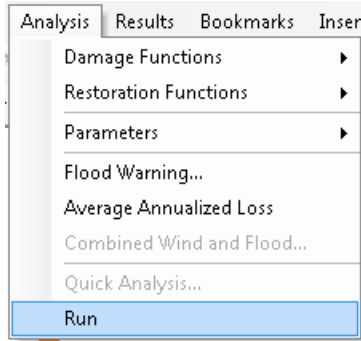 Analysis Results Bookmarks Inser
Damage Functions
Restoration Functions
Parameters
Flood Warning...
Average Annualized Loss
Combined Wind and Flood...
Quick Analysis...
Run